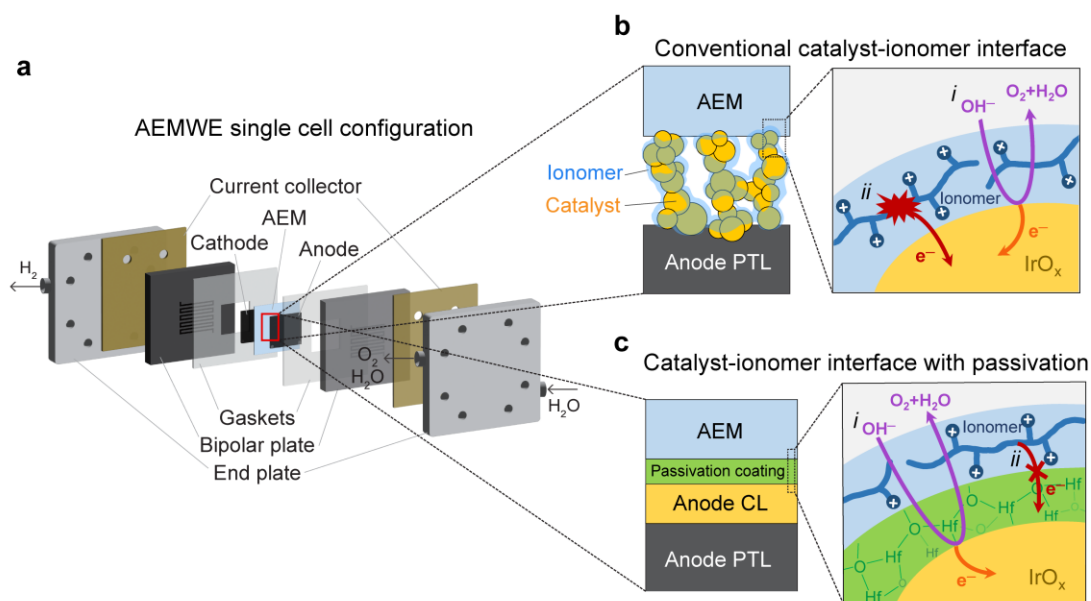 a
AEMWE single cell configuration
Current collector
AEM
Cathode
Anode
H₂
O₂
H₂O
H₂O
Gaskets
Bipolar plate
End plate
b
Conventional catalyst-ionomer interface
AEM
Ionomer
Catalyst
Anode PTL
i
OH⁻
O₂+H₂O
ii
Ionomer
e⁻
e⁻
IrOₓ
c
Catalyst-ionomer interface with passivation
AEM
Passivation coating
Anode CL
Anode PTL
i
OH⁻
O₂+H₂O
Ionomer
ii
e⁻
O
Hf
O
Hf
O
Hf
Hf
O
Hf
Hf
O
e⁻
IrOₓ